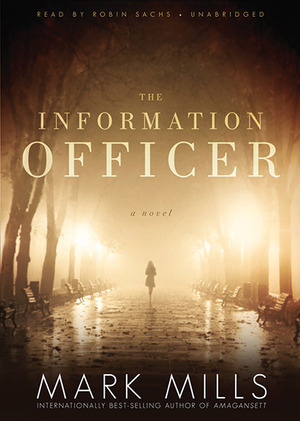 READ BY ROBIN SACHS • UNABRIDGED
THE
INFORMATION
OFFICER
a novel
MARK MILLS
INTERNATIONALLY BEST-SELLING AUTHOR OF AMAGANSETT